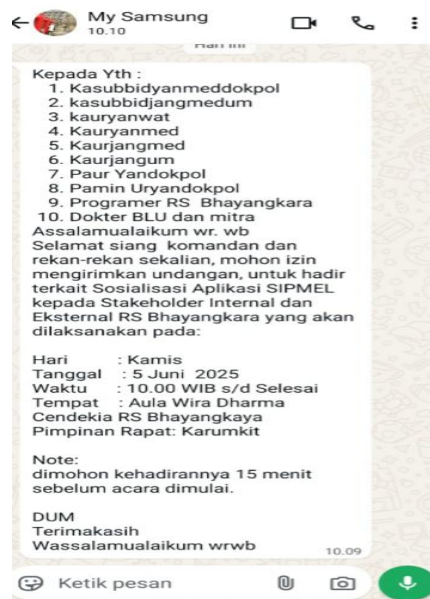 My Samsung
10.10
Hari ini
Kepada Yth :
1. Kasubbidyanmeddokpol
2. kasubbidjangmedum
3. kauryanwat
4. Kauryanmed
5. Kaurjangmed
6. Kaurjangum
7. Paur Yandokpol
8. Pamin Uryandokpol
9. Programer RS Bhayangkara
10. Dokter BLU dan mitra
Assalamualaikum wr. wb
Selamat siang komandan dan
rekan-rekan sekalian, mohon izin
mengirimkan undangan, untuk hadir
terkait Sosialisasi Aplikasi SIPMEL
kepada Stakeholder Internal dan
Eksternal RS Bhayangkara yang akan
dilaksanakan pada:
Hari : Kamis
Tanggal : 5 Juni 2025
Waktu : 10.00 WIB s/d Selesai
Tempat : Aula Wira Dharma
Cendekia RS Bhayangkaya
Pimpinan Rapat: Karumkit
Note:
dimohon kehadirannya 15 menit
sebelum acara dimulai.
DUM
Terimakasih
Wassalamualaikum wrwb
10.09
Ketik pesan